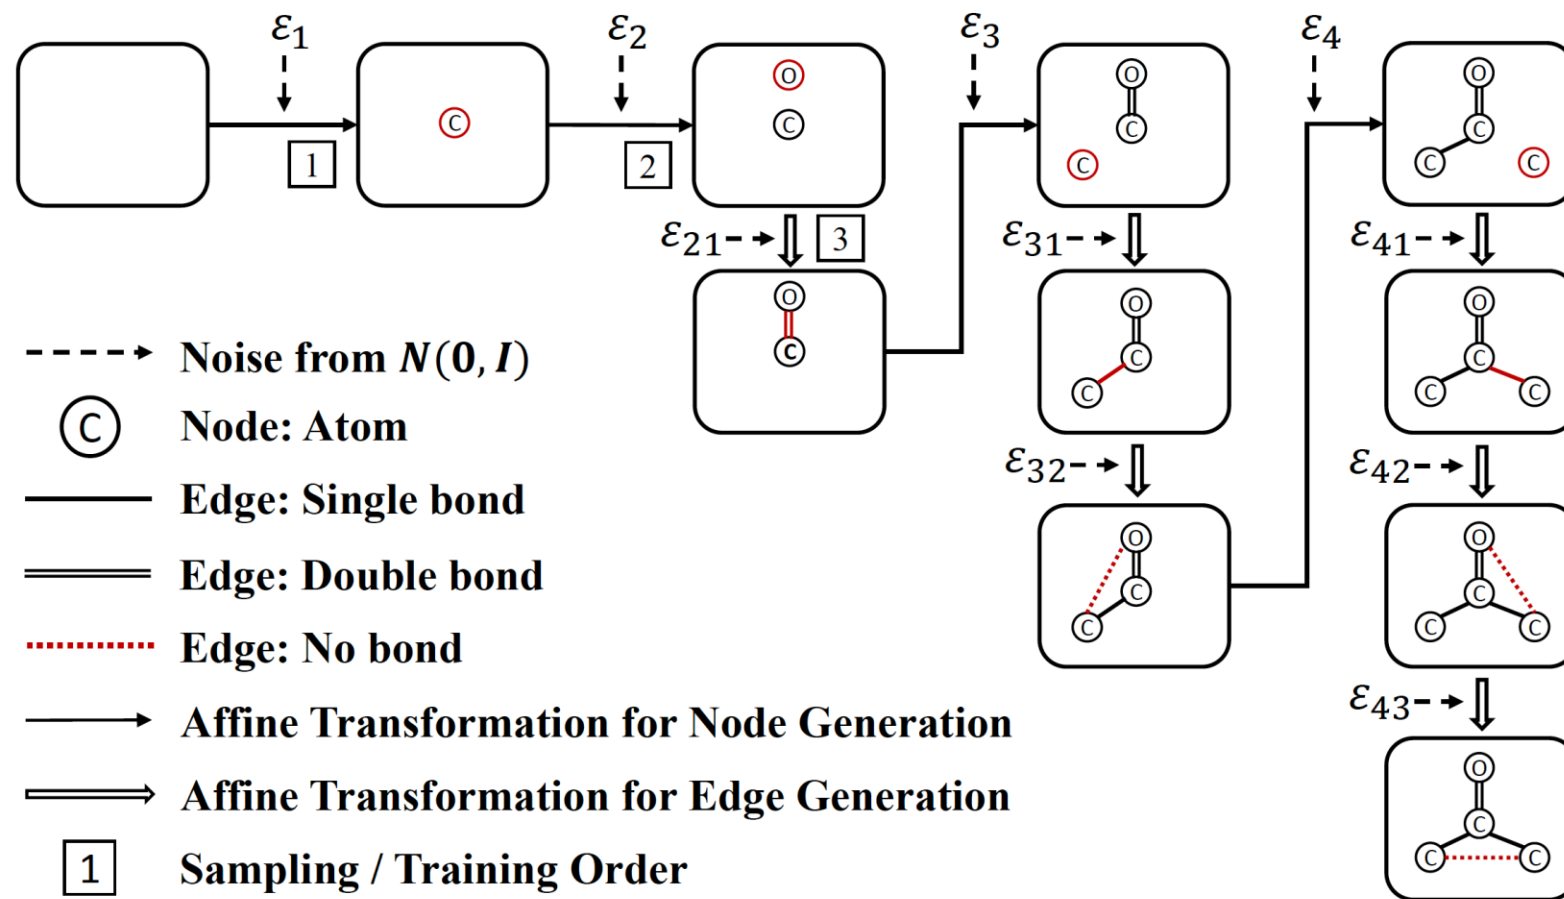 ε1 ε2 ε3 ε4
C
1
O
C
2
ε21
3
O
C
O
C
C
ε31
O
C
C
ε32
O
C
C
O
C
C
C
ε41
O
C
C
C
ε42
O
C
C
C
ε43
O
C
C
C
Noise from N(0, I)
C Node: Atom
Edge: Single bond
Edge: Double bond
Edge: No bond
Affine Transformation for Node Generation
Affine Transformation for Edge Generation
1 Sampling / Training Order